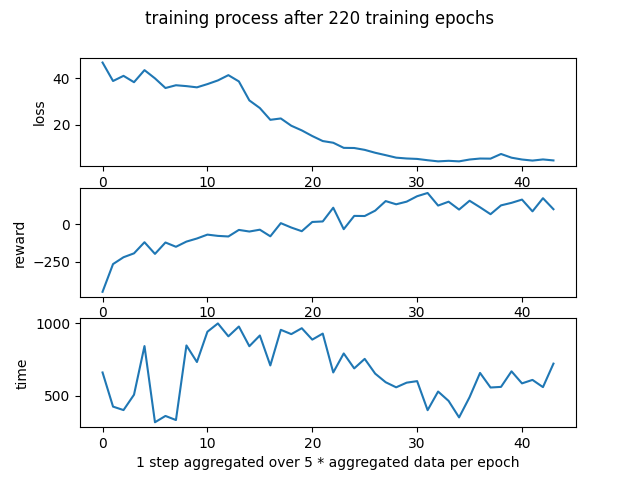 training process after 220 training epochs
40
20
loss
0 10 20 30 40
0
−250
reward
0 10 20 30 40
1000
500
time
0 10 20 30 40
1 step aggregated over 5 * aggregated data per epoch